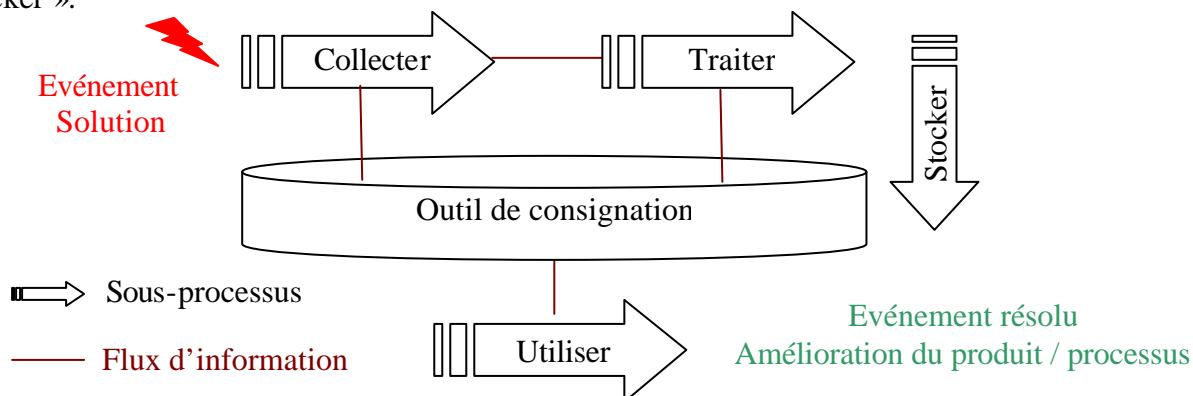 ker ».
Collecter
Traiter
Evénement
Solution
Stocker
Outil de consignation
Sous-processus
Flux d’information
Utiliser
Evénement résolu
Amélioration du produit / processus